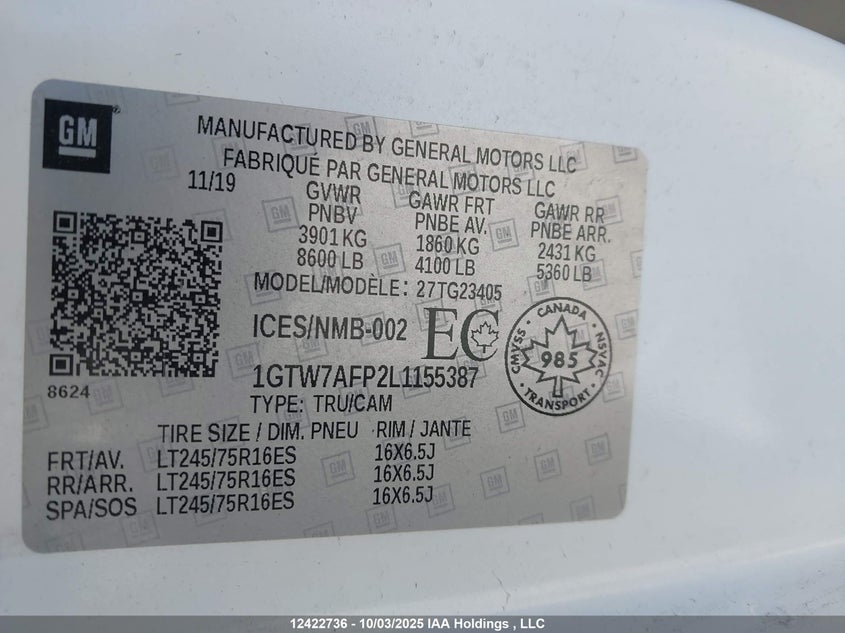 GM
MANUFACTURED BY GENERAL MOTORS LLC
FABRIQUÉ PAR GENERAL MOTORS LLC
11/19
GVWR
PNBV
3901 KG
8600 LB
GAWR FRT
PNBE AV.
1860 KG
4100 LB
GAWR RR
PNBE ARR.
2431 KG
5360 LB
MODEL/MODÈLE: 27TG23405
ICES/NMB-002
EC
CANADA
CMVSS
985
NSVAC
TRANSPORT
8624
1GTW7AFP2L1155387
TYPE: TRU/CAM
TIRE SIZE / DIM. PNEU RIM / JANTE
FRT/AV. LT245/75R16ES 16X6.5J
RR/ARR. LT245/75R16ES 16X6.5J
SPA/SOS LT245/75R16ES 16X6.5J
12422736 - 10/03/2025 IAA Holdings , LLC